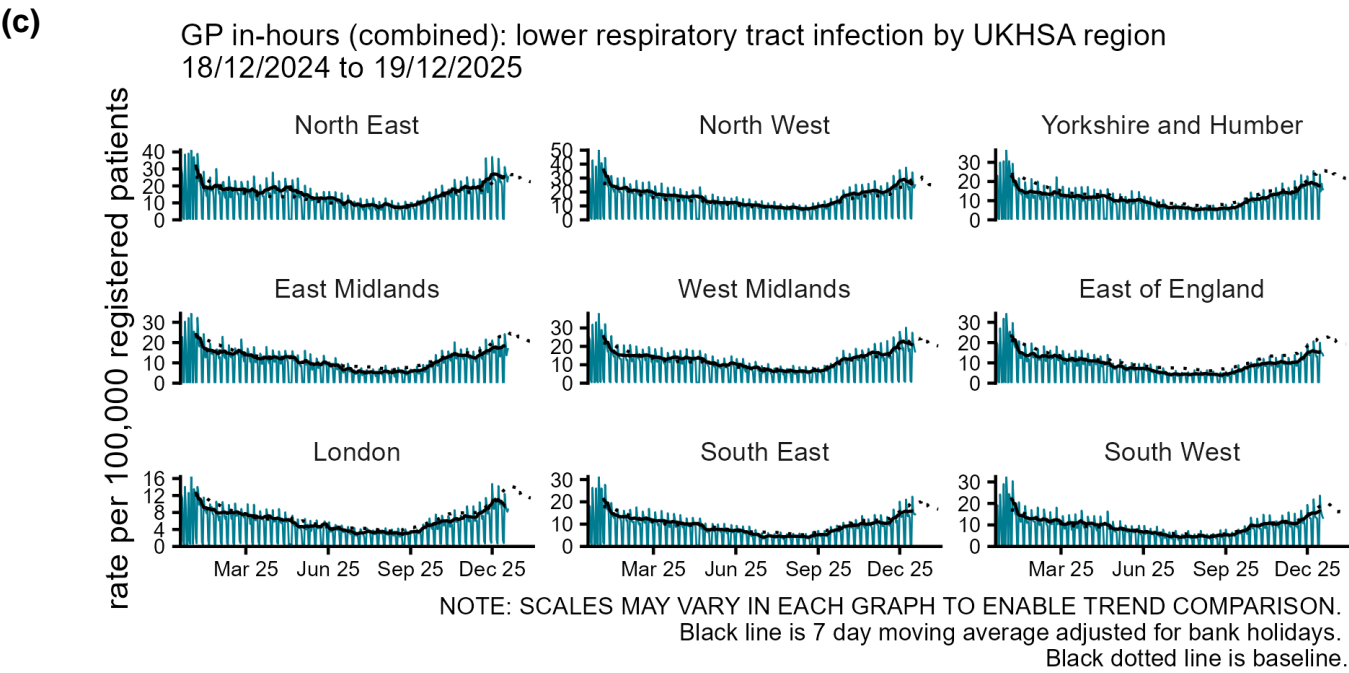 (c)
GP in-hours (combined): lower respiratory tract infection by UKHSA region
18/12/2024 to 19/12/2025
rate per 100,000 registered patients
North East
40
30
20
10
0
North West
50
40
30
20
10
0
Yorkshire and Humber
30
20
10
0
East Midlands
30
20
10
0
West Midlands
30
20
10
0
East of England
30
20
10
0
London
16
12
8
4
0
Mar 25 Jun 25 Sep 25 Dec 25
South East
30
20
10
0
Mar 25 Jun 25 Sep 25 Dec 25
South West
30
20
10
0
Mar 25 Jun 25 Sep 25 Dec 25
NOTE: SCALES MAY VARY IN EACH GRAPH TO ENABLE TREND COMPARISON.
Black line is 7 day moving average adjusted for bank holidays.
Black dotted line is baseline.